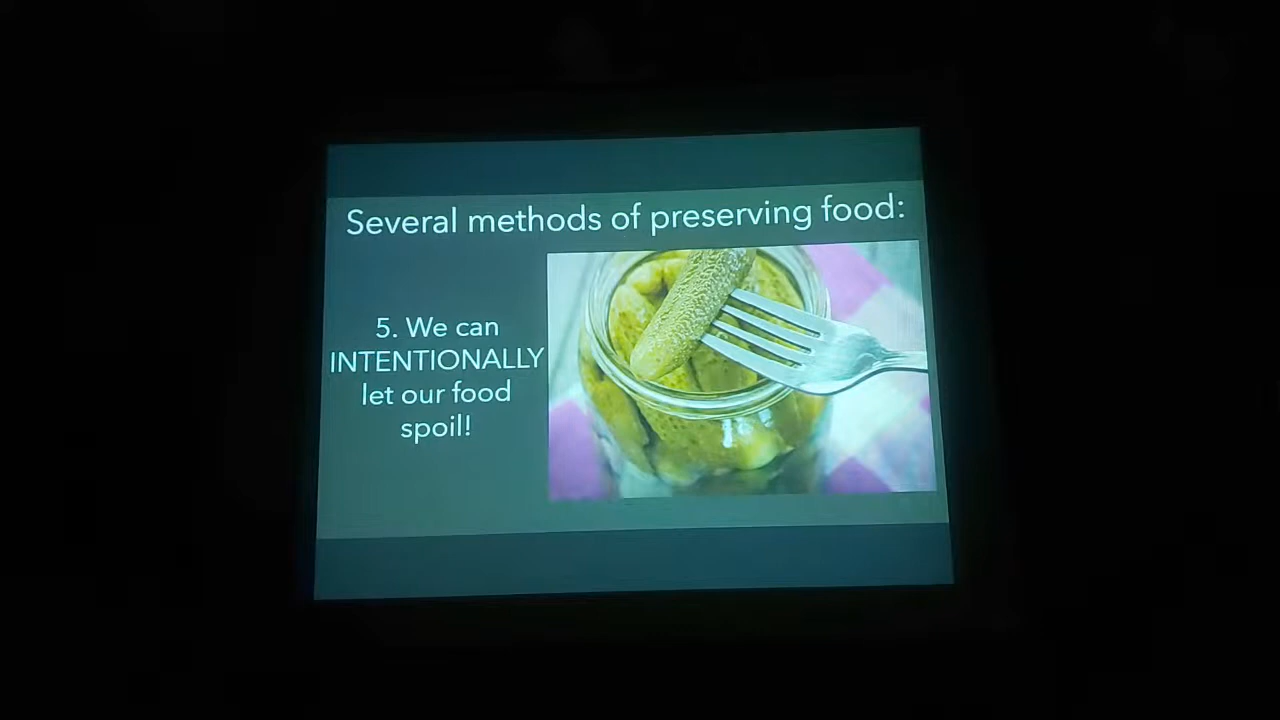 Several methods of preserving food:
5. We can
INTENTIONALLY
let our food
spoil!